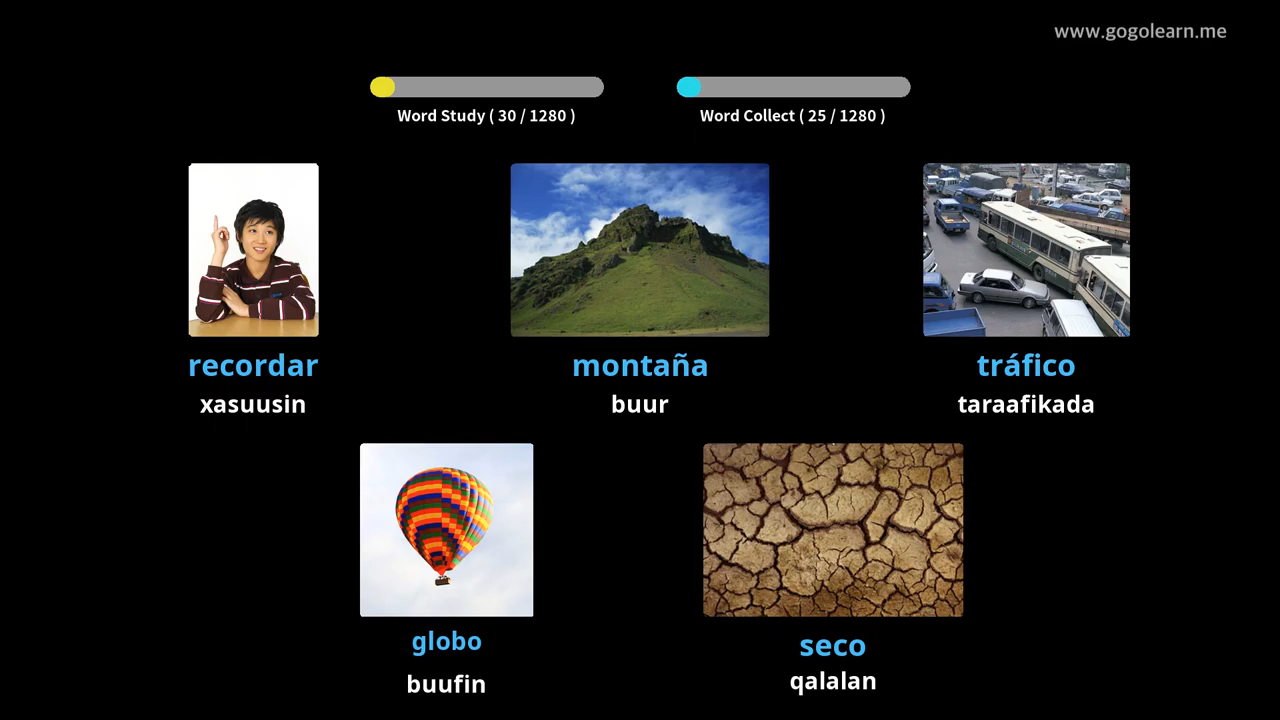 www.gogolearn.me
Word Study ( 30 / 1280 )
Word Collect ( 25 / 1280 )
recordar
xasuusin
montaña
buur
tráfico
taraafikada
globo
buufin
seco
qalalan